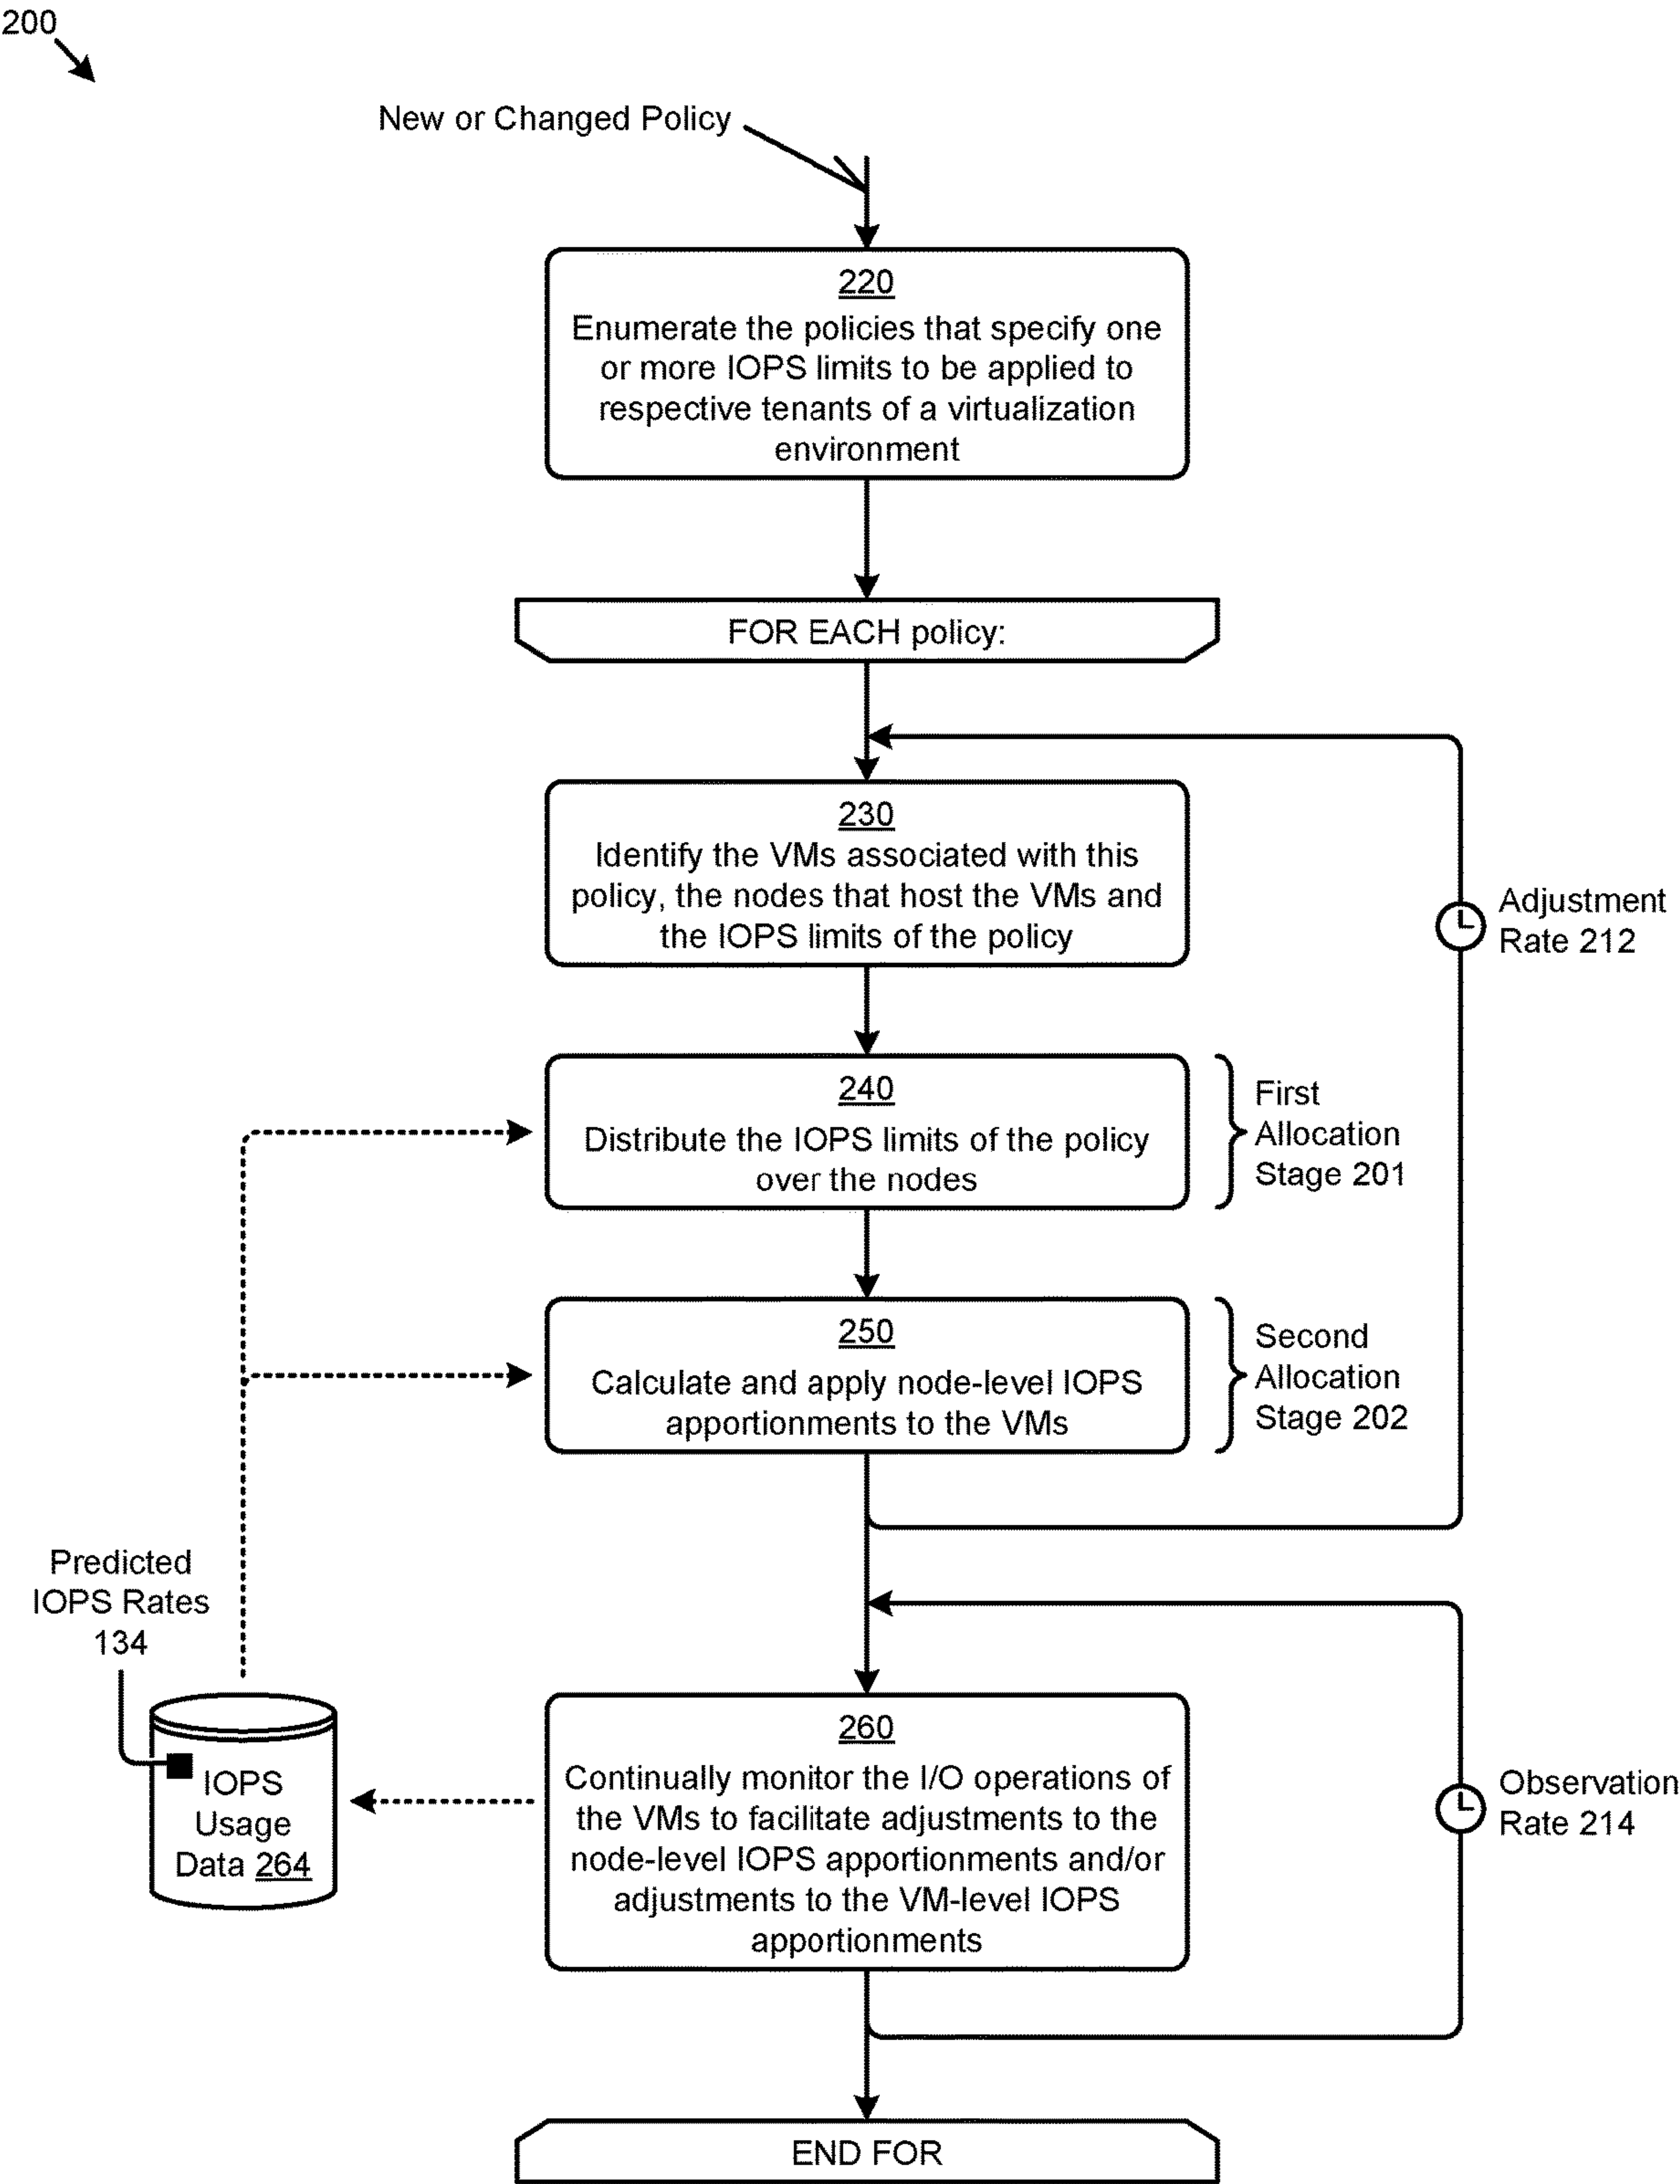 200
New or Changed Policy
220
Enumerate the policies that specify one
or more IOPS limits to be applied to
respective tenants of a virtualization
environment
FOR EACH policy:
230
Identify the VMs associated with this
policy, the nodes that host the VMs and
the IOPS limits of the policy
Adjustment
Rate 212
240
Distribute the IOPS limits of the policy
over the nodes
First
Allocation
Stage 201
250
Calculate and apply node-level IOPS
apportionments to the VMs
Second
Allocation
Stage 202
Predicted
IOPS Rates
134
IOPS
Usage
Data 264
260
Continually monitor the I/O operations of
the VMs to facilitate adjustments to the
node-level IOPS apportionments and/or
adjustments to the VM-level IOPS
apportionments
Observation
Rate 214
END FOR